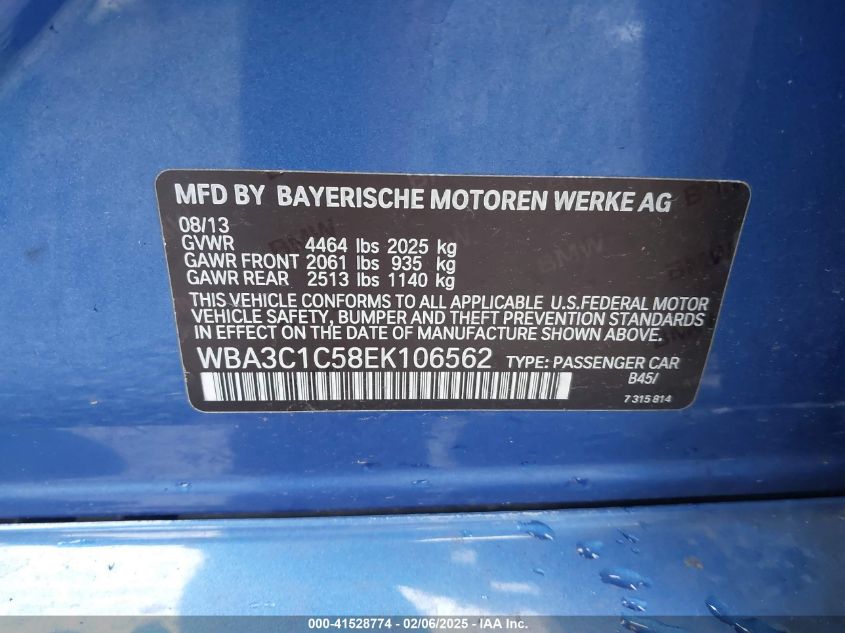 MFD BY BAYERISCHE MOTOREN WERKE AG
08/13
GVWR 4464 lbs 2025 kg
GAWR FRONT 2061 lbs 935 kg
GAWR REAR 2513 lbs 1140 kg
THIS VEHICLE CONFORMS TO ALL APPLICABLE U.S.FEDERAL MOTOR
VEHICLE SAFETY, BUMPER AND THEFT PREVENTION STANDARDS
IN EFFECT ON THE DATE OF MANUFACTURE SHOWN ABOVE.
WBA3C1C58EK106562 TYPE: PASSENGER CAR
B45/
7 315 814
000-41528774 - 02/06/2025 - IAA Inc.